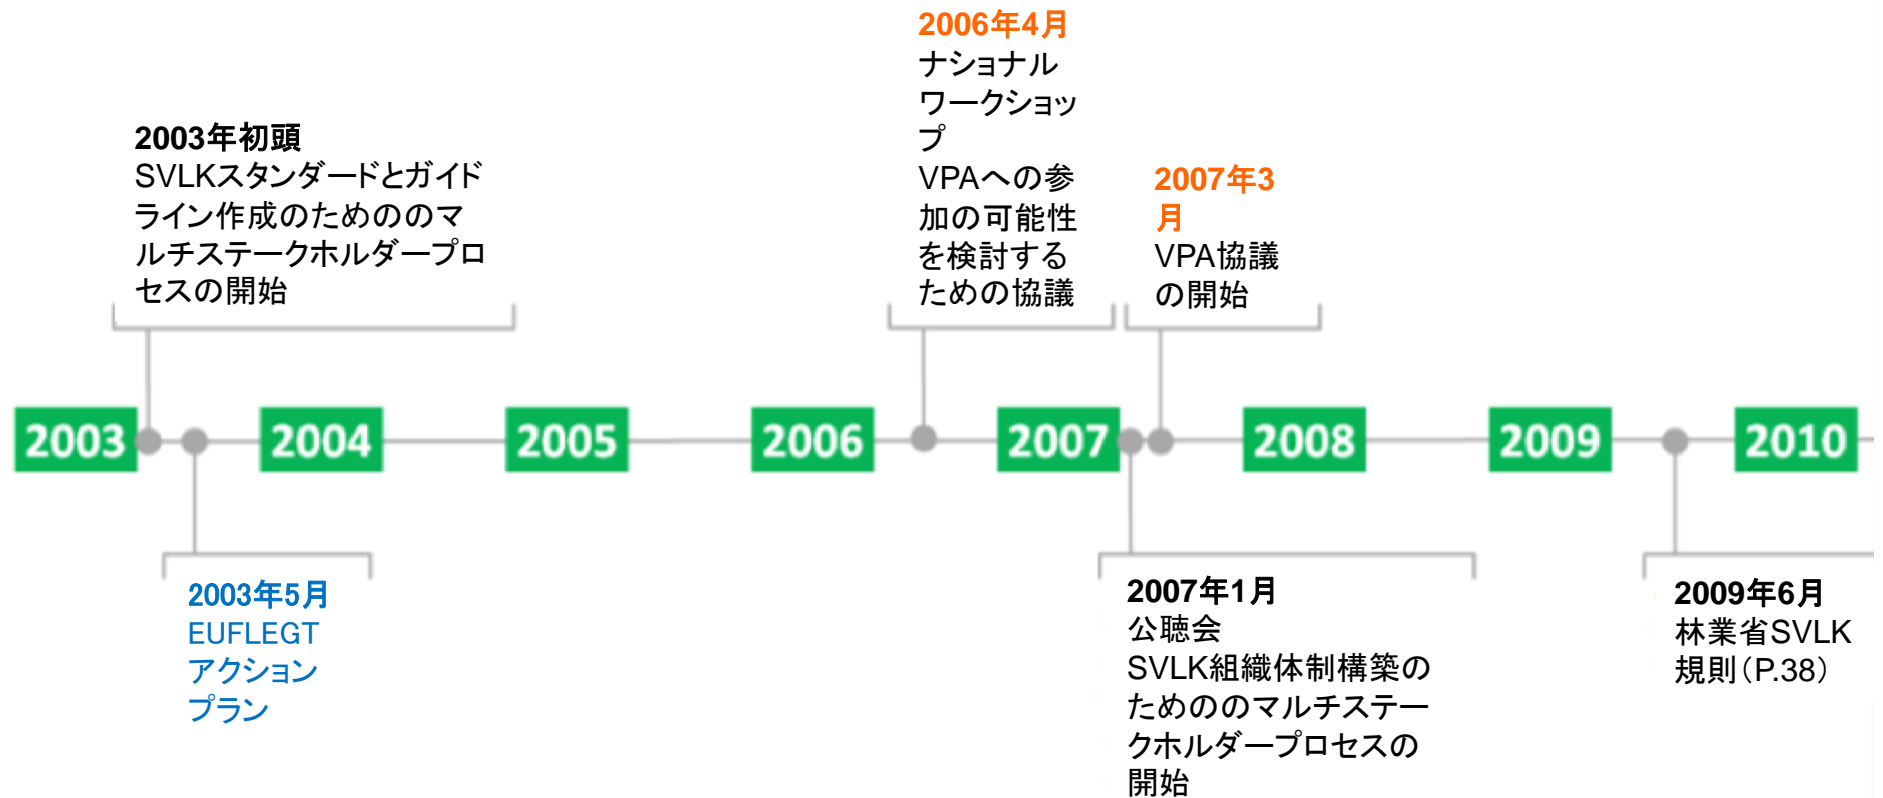 2006年4月
ナショナル
ワークショッ
プ
VPAへの参
加の可能性
を検討する
ための協議
2003年初頭
SVLKスタンダードとガイド
ライン作成のためののマ
ルチステークホルダープロ
セスの開始
2007年3
月
VPA協議
の開始
2003
2004
2005
2006
2007
2008
2009
2010
2003年5月
EUFLEGT
アクション
プラン
2007年1月
公聴会
SVLK組織体制構築の
ためののマルチステー
クホルダープロセスの
開始
2009年6月
林業省SVLK
規則（P.38）